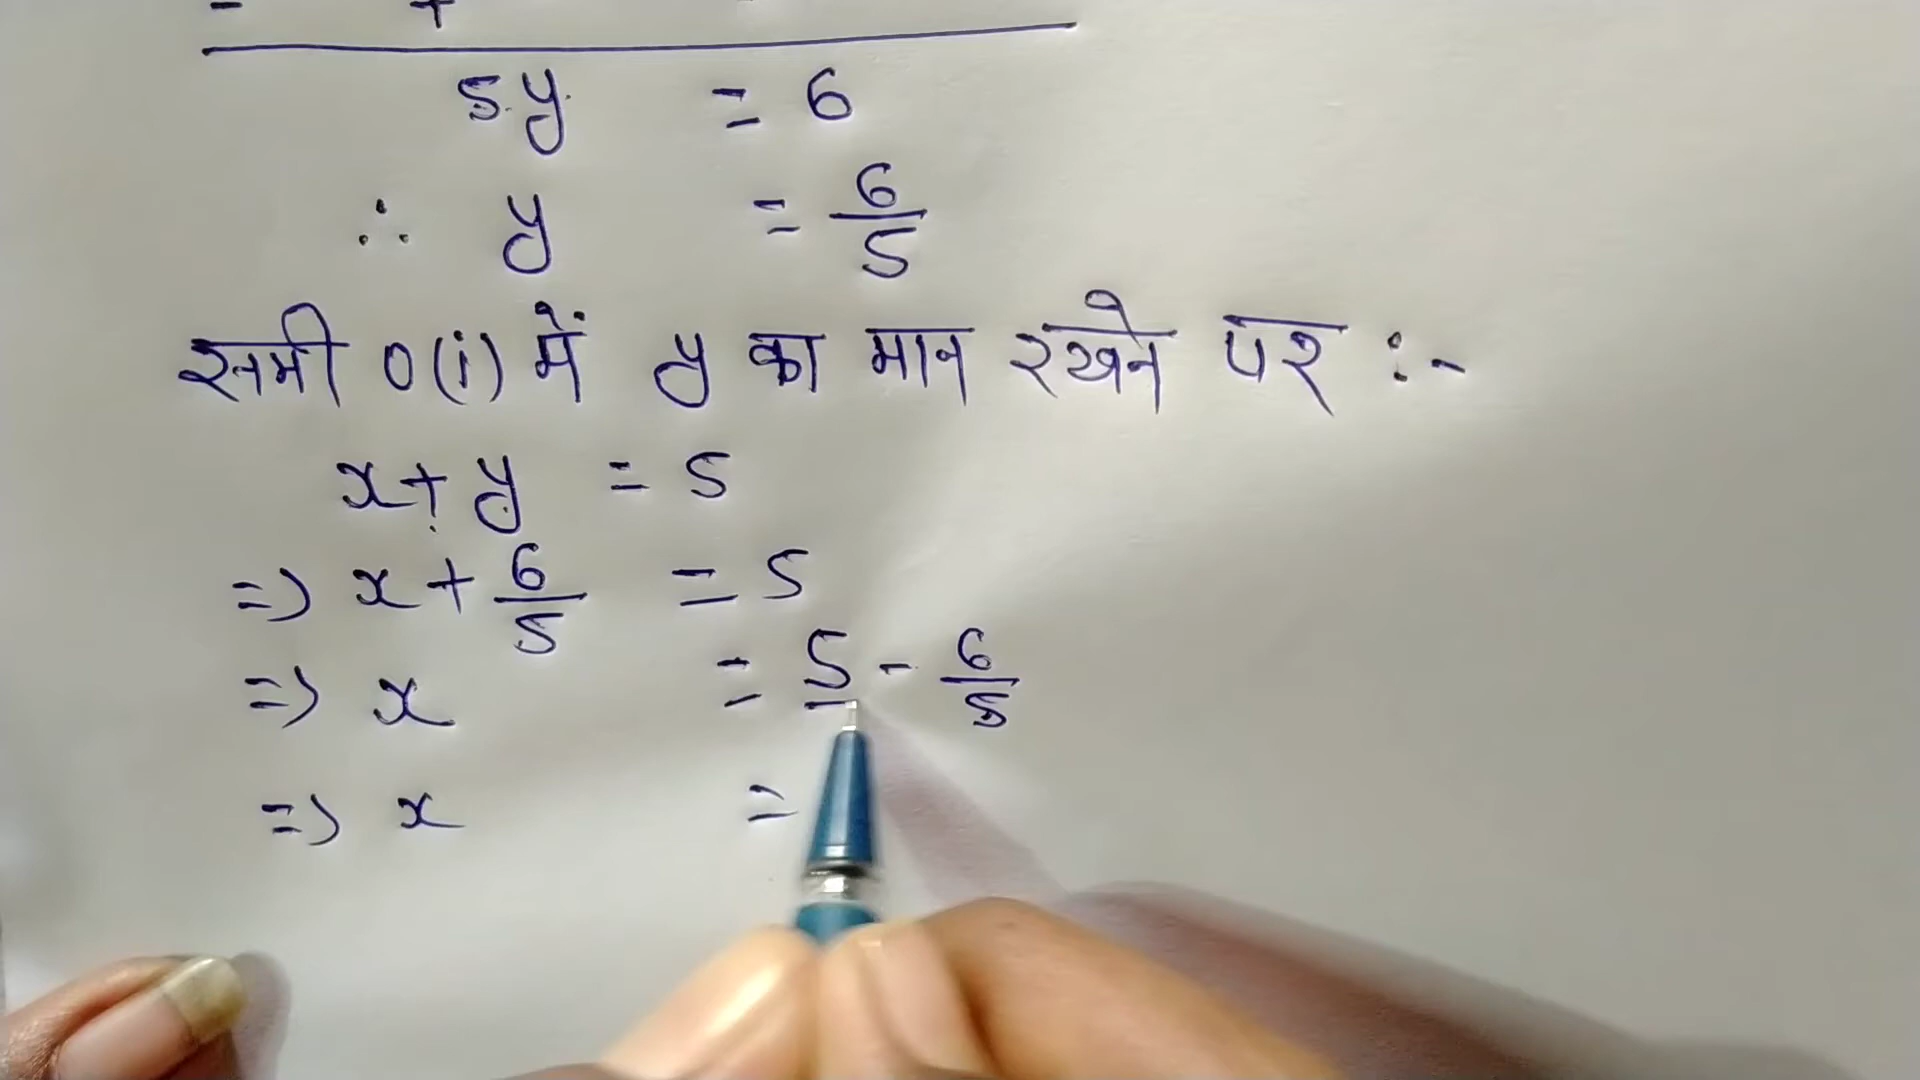 - +
5y = 6
∴ y = 6/5
समी 0(i) में y का मान रखने पर :-
x + y = 5
=> x + 6/5 = 5
=> x = 5 - 6/5
=> x =